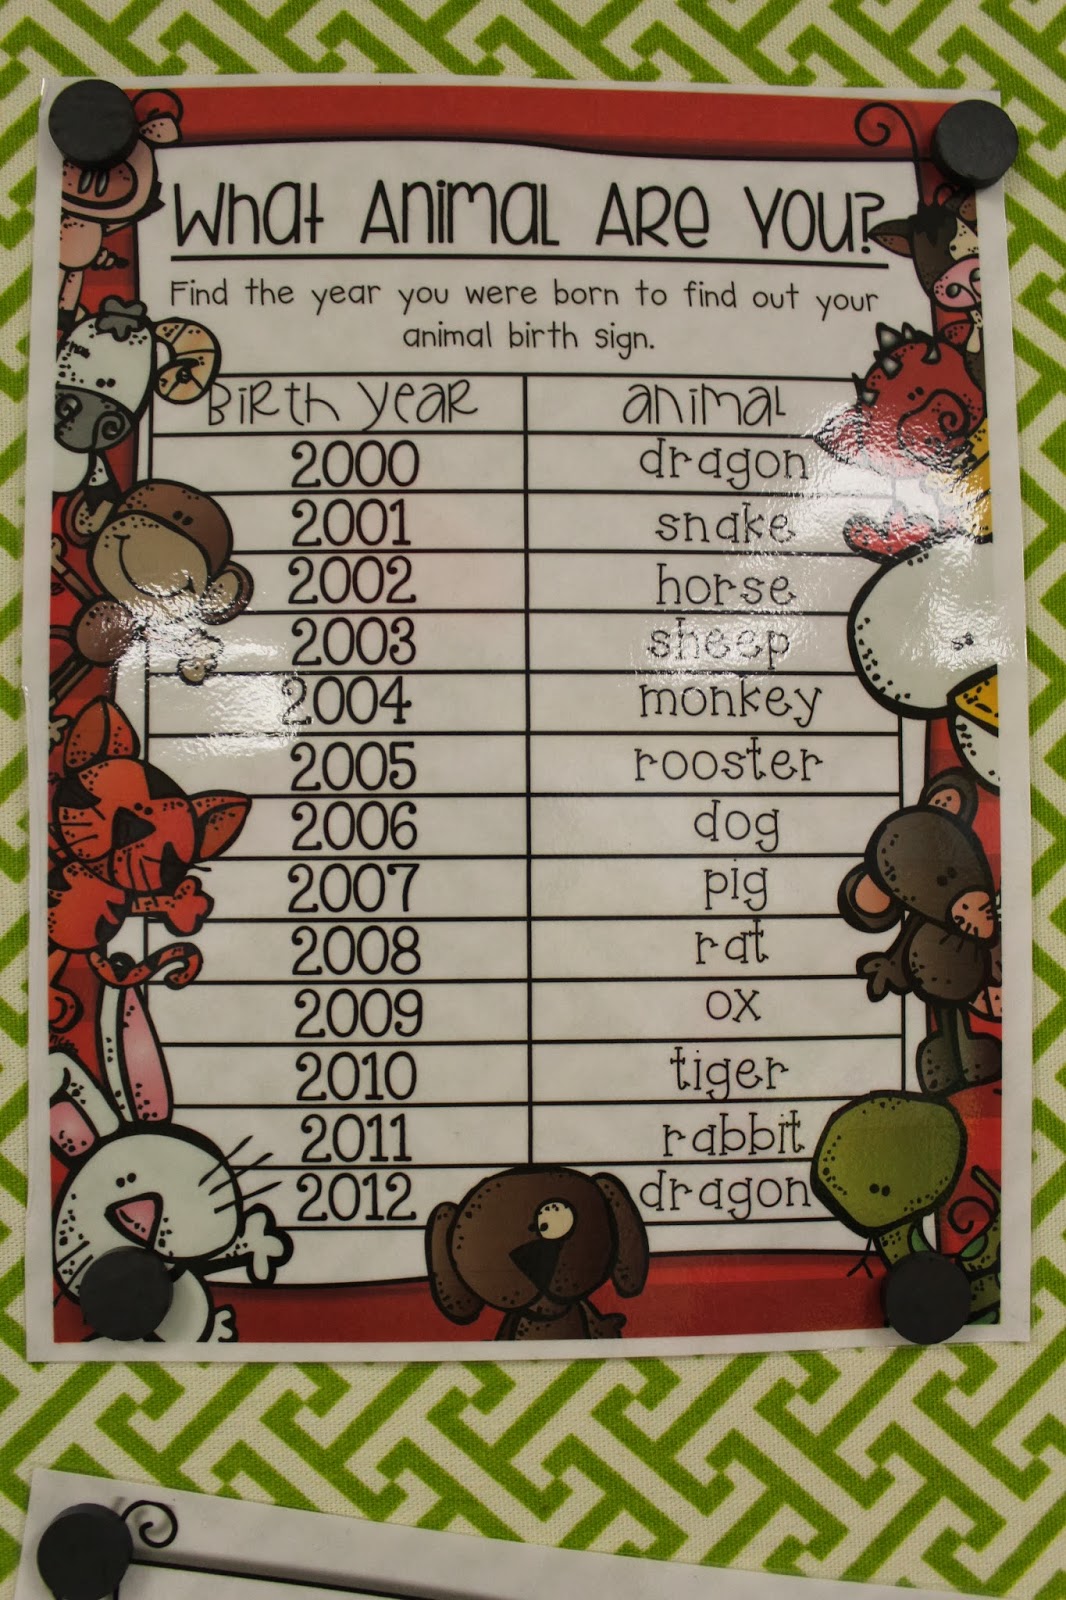 What Animal Are You?
Find the year you were born to find out your
animal birth sign.
Birth Year animal
2000 dragon
2001 snake
2002 horse
2003 sheep
2004 monkey
2005 rooster
2006 dog
2007 pig
2008 rat
2009 ox
2010 tiger
2011 rabbit
2012 dragon